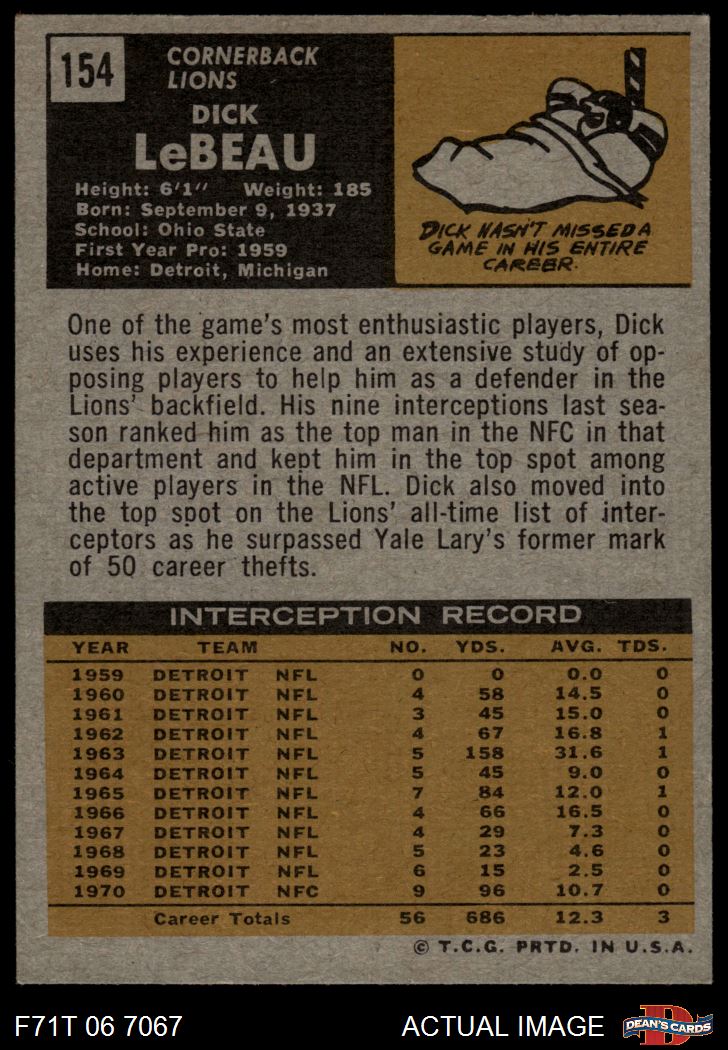 154
CORNERBACK
LIONS
DICK
LeBEAU
Height: 6'1" Weight: 185
Born: September 9, 1937
School: Ohio State
First Year Pro: 1959
Home: Detroit, Michigan
DICK HASN'T MISSED A
GAME IN HIS ENTIRE
CAREER.
One of the game's most enthusiastic players, Dick
uses his experience and an extensive study of op-
posing players to help him as a defender in the
Lions' backfield. His nine interceptions last sea-
son ranked him as the top man in the NFC in that
department and kept him in the top spot among
active players in the NFL. Dick also moved into
the top spot on the Lions' all-time list of inter-
ceptors as he surpassed Yale Lary's former mark
of 50 career thefts.
INTERCEPTION RECORD
YEAR TEAM NO. YDS. AVG. TDS.
1959 DETROIT NFL 0 0 0.0 0
1960 DETROIT NFL 4 58 14.5 0
1961 DETROIT NFL 3 45 15.0 0
1962 DETROIT NFL 4 67 16.8 1
1963 DETROIT NFL 5 158 31.6 1
1964 DETROIT NFL 5 45 9.0 0
1965 DETROIT NFL 7 84 12.0 1
1966 DETROIT NFL 4 66 16.5 0
1967 DETROIT NFL 4 29 7.3 0
1968 DETROIT NFL 5 23 4.6 0
1969 DETROIT NFL 6 15 2.5 0
1970 DETROIT NFC 9 96 10.7 0
Career Totals 56 686 12.3 3
© T.C.G. PRTD. IN U.S.A.
F71T 06 7067
ACTUAL IMAGE
D
DEAN'S CARDS